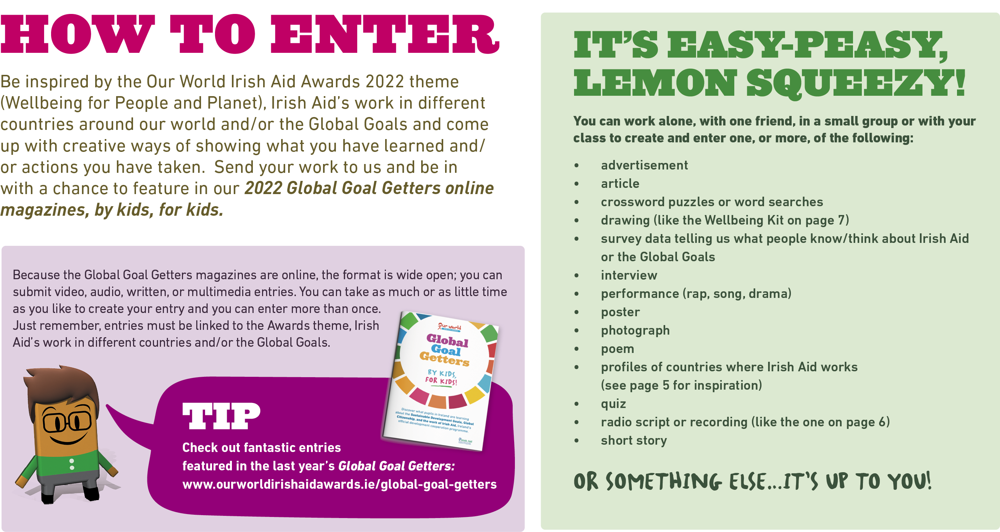 HOW TO ENTER
Be inspired by the Our World Irish Aid Awards 2022 theme
(Wellbeing for People and Planet), Irish Aid’s work in different
countries around our world and/or the Global Goals and come
up with creative ways of showing what you have learned and/
or actions you have taken.  Send your work to us and be in
with a chance to feature in our 2022 Global Goal Getters online
magazines, by kids, for kids.
Because the Global Goal Getters magazines are online, the format is wide open; you can
submit video, audio, written, or multimedia entries. You can take as much or as little time
as you like to create your entry and you can enter more than once.
Just remember, entries must be linked to the Awards theme, Irish
Aid’s work in different countries and/or the Global Goals.
Our world
Global
Goal
Getters
BY KIDS,
FOR KIDS!
Discover what pupils in Ireland are learning
about the Sustainable Development Goals, Global
Citizenship, and the work of Irish Aid, Ireland’s
official development cooperation programme.
Irish Aid
TIP
Check out fantastic entries
featured in the last year’s Global Goal Getters:
www.ourworldirishaidawards.ie/global-goal-getters
IT’S EASY-PEASY,
LEMON SQUEEZY!
You can work alone, with one friend, in a small group or with your
class to create and enter one, or more, of the following:
• advertisement
• article
• crossword puzzles or word searches
• drawing (like the Wellbeing Kit on page 7)
• survey data telling us what people know/think about Irish Aid
or the Global Goals
• interview
• performance (rap, song, drama)
• poster
• photograph
• poem
• profiles of countries where Irish Aid works
(see page 5 for inspiration)
• quiz
• radio script or recording (like the one on page 6)
• short story
OR SOMETHING ELSE...IT’S UP TO YOU!